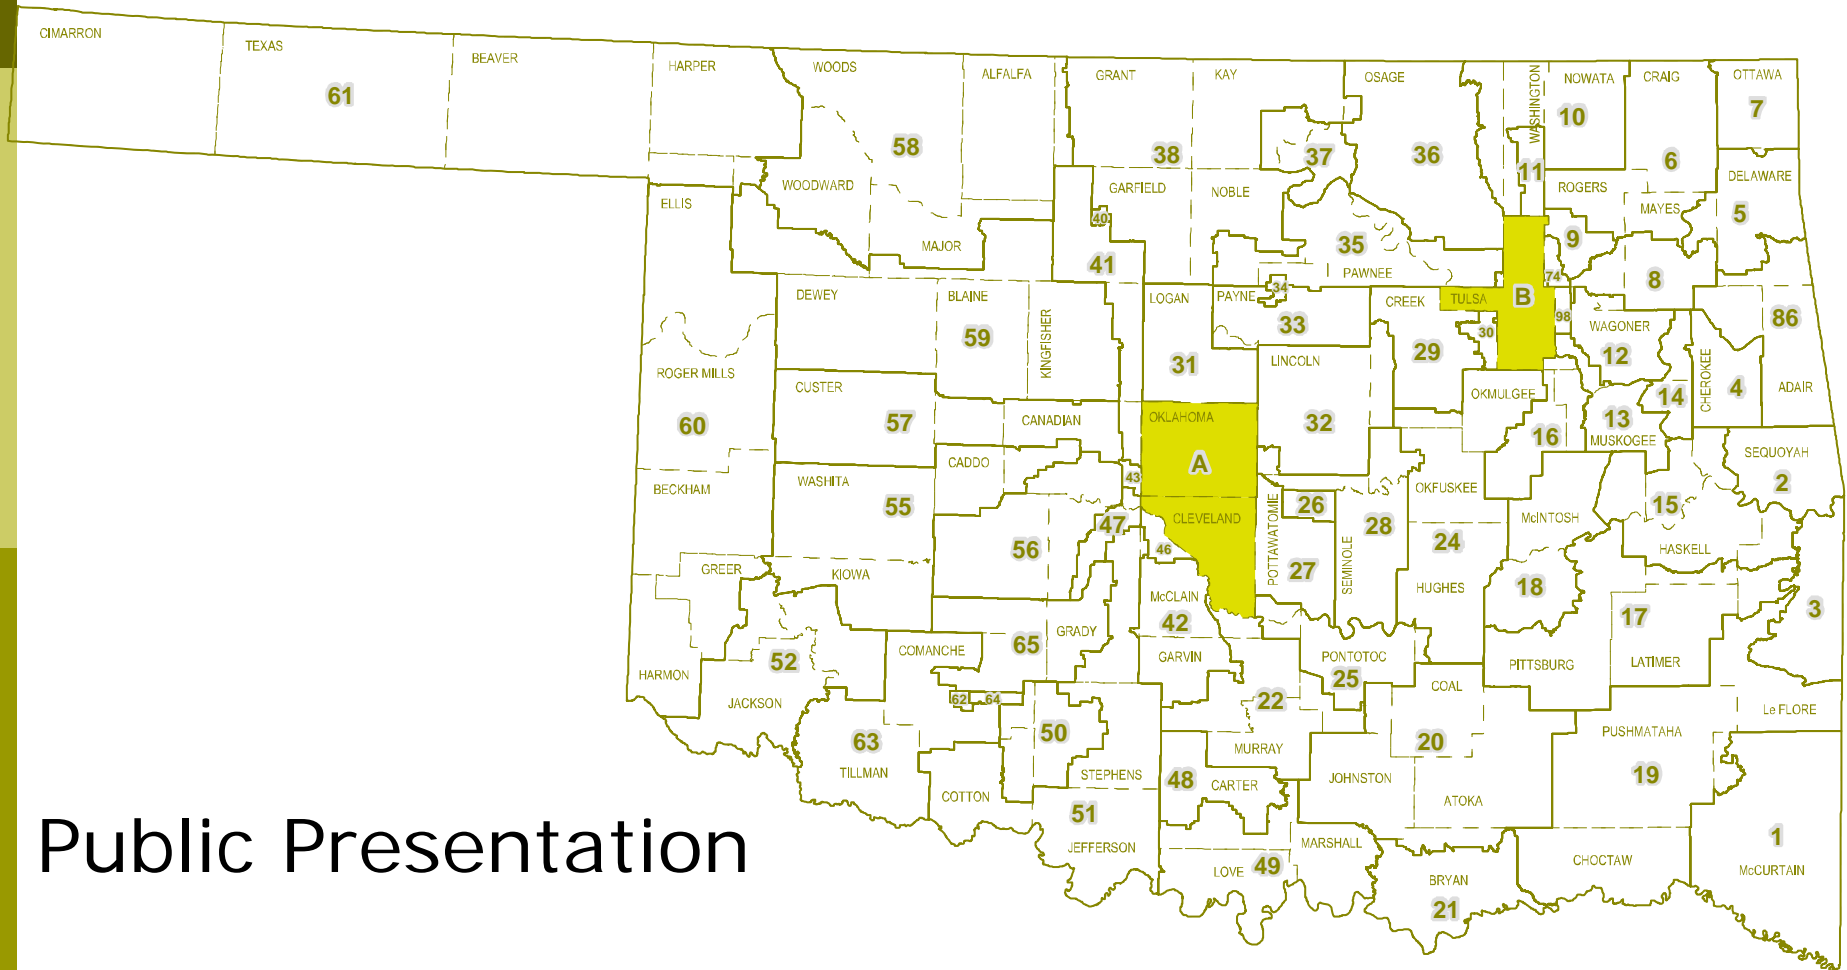 CIMARRON
TEXAS
BEAVER
HARPER
WOODS
ALFALFA
GRANT
KAY
OSAGE
WASHINGTON
NOWATA
CRAIG
OTTAWA
61
58
38
37
36
11
10
6
7
WOODWARD
GARFIELD
NOBLE
ROGERS
MAYES
DELAWARE
ELLIS
40
MAJOR
41
35
PAWNEE
9
5
74
8
DEWEY
BLAINE
KINGFISHER
LOGAN
PAYNE
34
33
CREEK
TULSA
B
98
30
WAGONER
86
59
31
LINCOLN
29
12
ROGER MILLS
CUSTER
OKMULGEE
14
CHEROKEE
4
ADAIR
60
57
CANADIAN
OKLAHOMA
32
16
13
MUSKOGEE
CADDO
A
43
SEQUOYAH
2
BECKHAM
WASHITA
55
OKFUSKEE
15
47
CLEVELAND
POTTAWATOMIE
26
28
McINTOSH
56
46
24
HASKELL
GREER
KIOWA
27
SEMINOLE
HUGHES
18
McCLAIN
42
17
3
65
GRADY
COMANCHE
52
GARVIN
PONTOTOC
25
PITTSBURG
LATIMER
HARMON
JACKSON
62
64
22
COAL
Le FLORE
63
50
MURRAY
20
PUSHMATAHA
TILLMAN
STEPHENS
48
CARTER
JOHNSTON
19
COTTON
51
ATOKA
Public Presentation
JEFFERSON
MARSHALL
1
LOVE
49
CHOCTAW
McCURTAIN
BRYAN
21